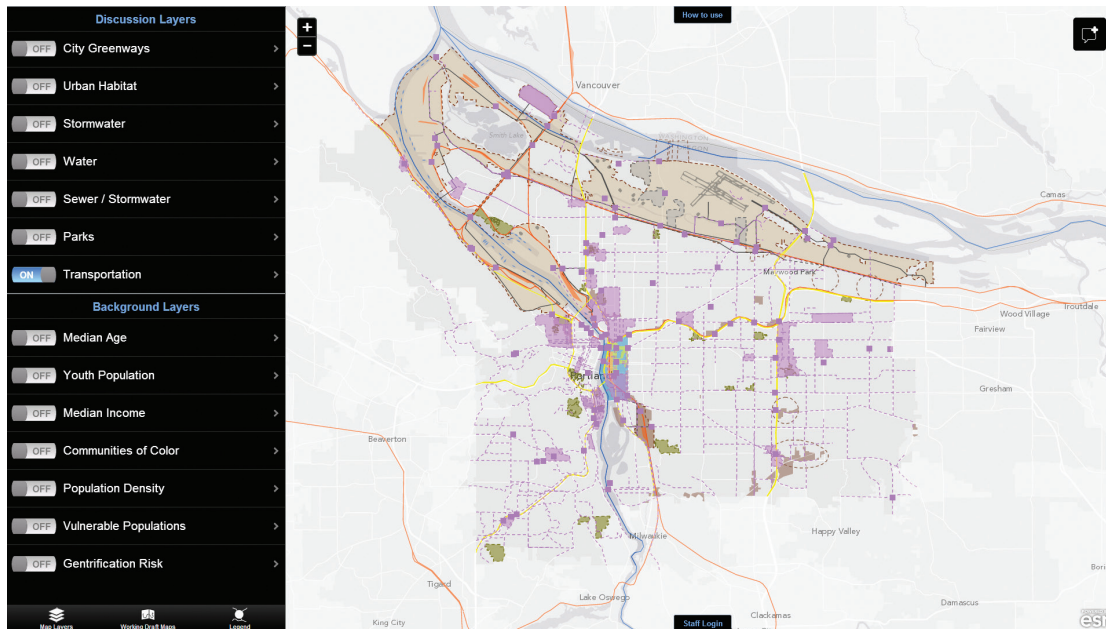 Discussion Layers
OFF City Greenways
OFF Urban Habitat
OFF Stormwater
OFF Water
OFF Sewer / Stormwater
OFF Parks
ON Transportation
Background Layers
OFF Median Age
OFF Youth Population
OFF Median Income
OFF Communities of Color
OFF Population Density
OFF Vulnerable Populations
OFF Gentrification Risk
Map Layers
Working Draft Maps
Legend
+
−
How to use
Vancouver
Smith Lake
Camas
Maywood Park
Troutdale
Wood Village
Fairview
Gresham
Beaverton
Happy Valley
Milwaukie
Tigard
Lake Oswego
Damascus
King City
Clackamas
Staff Login
esri